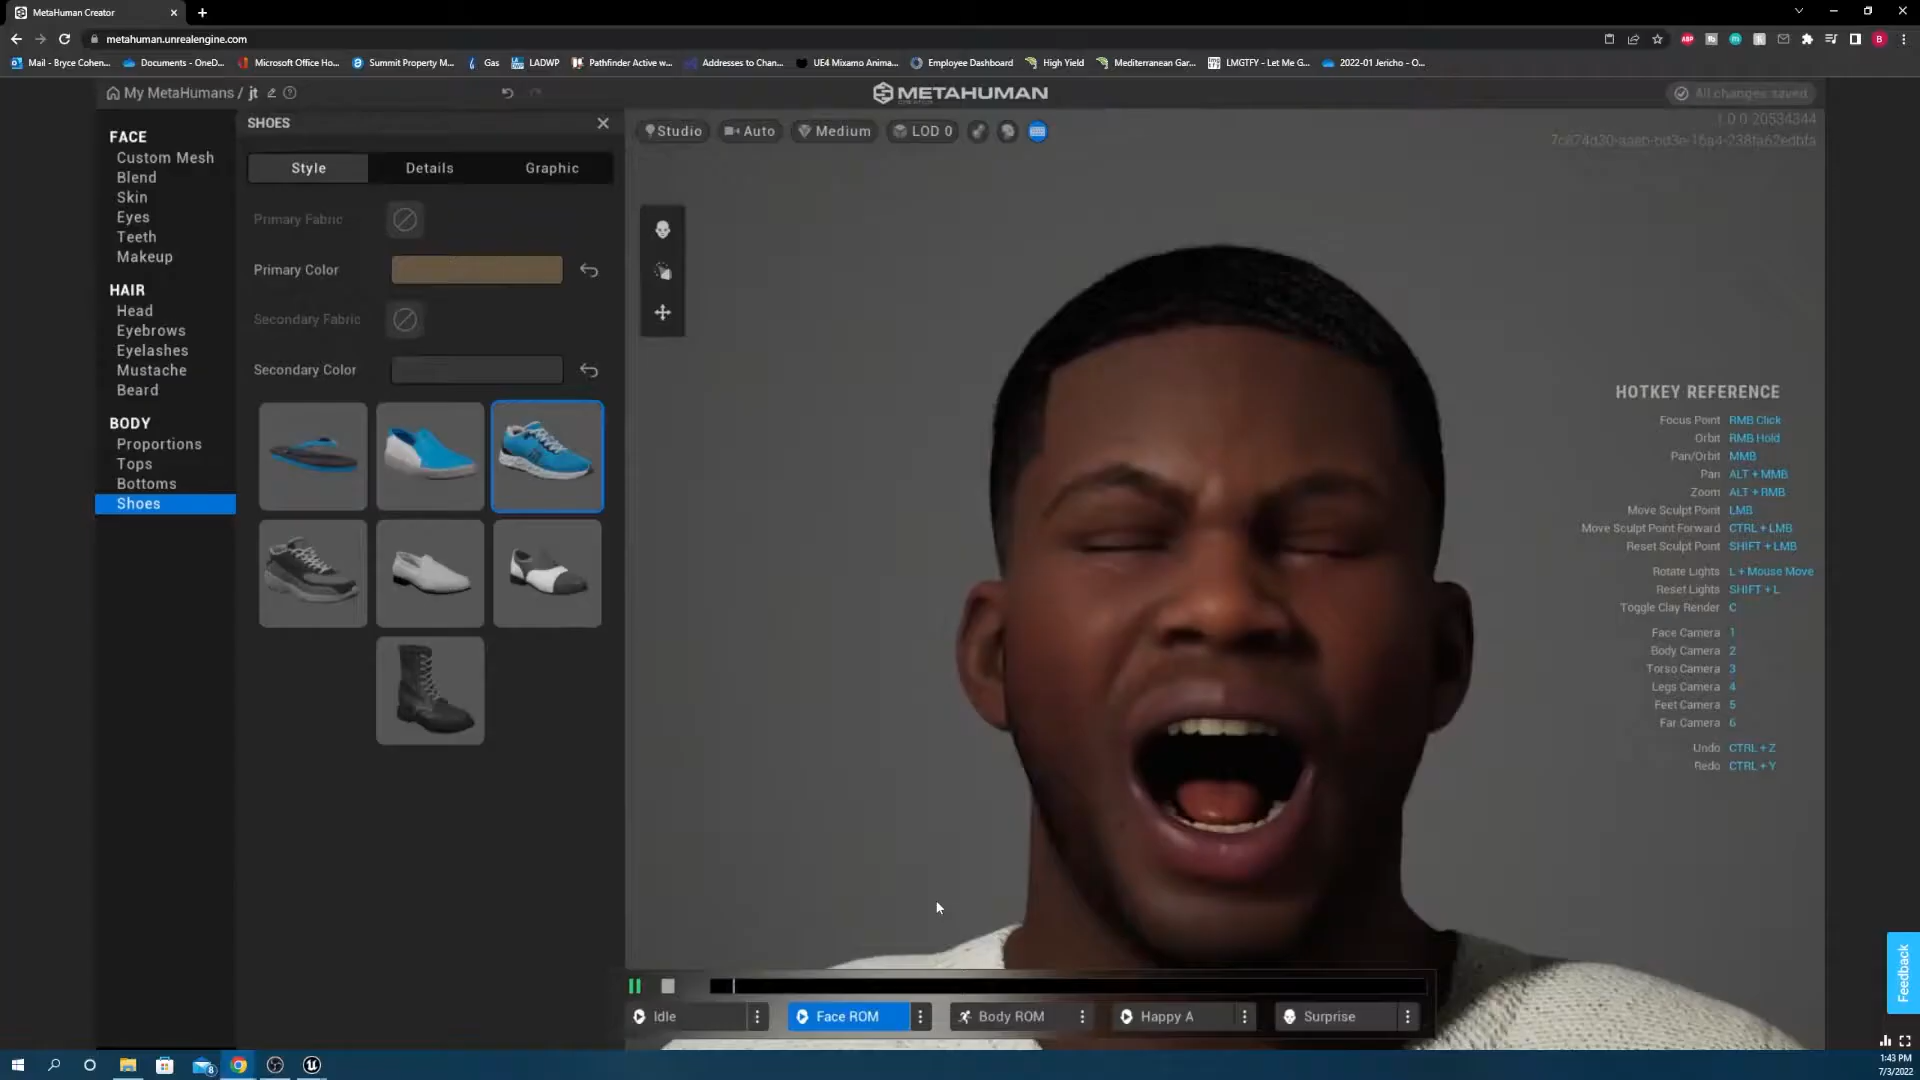 MetaHuman Creator
metahuman.unrealengine.com
Mail - Bryce Cohen...
Documents - OneD...
Microsoft Office Ho...
Summit Property M...
Gas
LADWP
Pathfinder Active w...
Addresses to Chan...
UE4 Mixamo Anima...
Employee Dashboard
High Yield
Mediterranean Gar...
LMGTFY - Let Me G...
2022-01 Jericho - O...
My MetaHumans / jt
METAHUMAN
All changes saved
FACE
Custom Mesh
Blend
Skin
Eyes
Teeth
Makeup
HAIR
Head
Eyebrows
Eyelashes
Mustache
Beard
BODY
Proportions
Tops
Bottoms
Shoes
SHOES
Style
Details
Graphic
Primary Fabric
Primary Color
Secondary Fabric
Secondary Color
Studio
Auto
Medium
LOD 0
1.0.0.20534344
HOTKEY REFERENCE
Focus Point RMB Click
Orbit RMB Hold
Pan/Orbit MMB
Pan ALT + MMB
Zoom ALT + RMB
Move Sculpt Point LMB
Move Sculpt Point Forward CTRL + LMB
Reset Sculpt Point SHIFT + LMB
Rotate Lights L + Mouse Move
Reset Lights SHIFT + L
Toggle Clay Render C
Face Camera 1
Body Camera 2
Torso Camera 3
Legs Camera 4
Feet Camera 5
Far Camera 6
Undo CTRL + Z
Redo CTRL + Y
Feedback
Idle
Face ROM
Body ROM
Happy A
Surprise
1:43 PM
7/3/2022